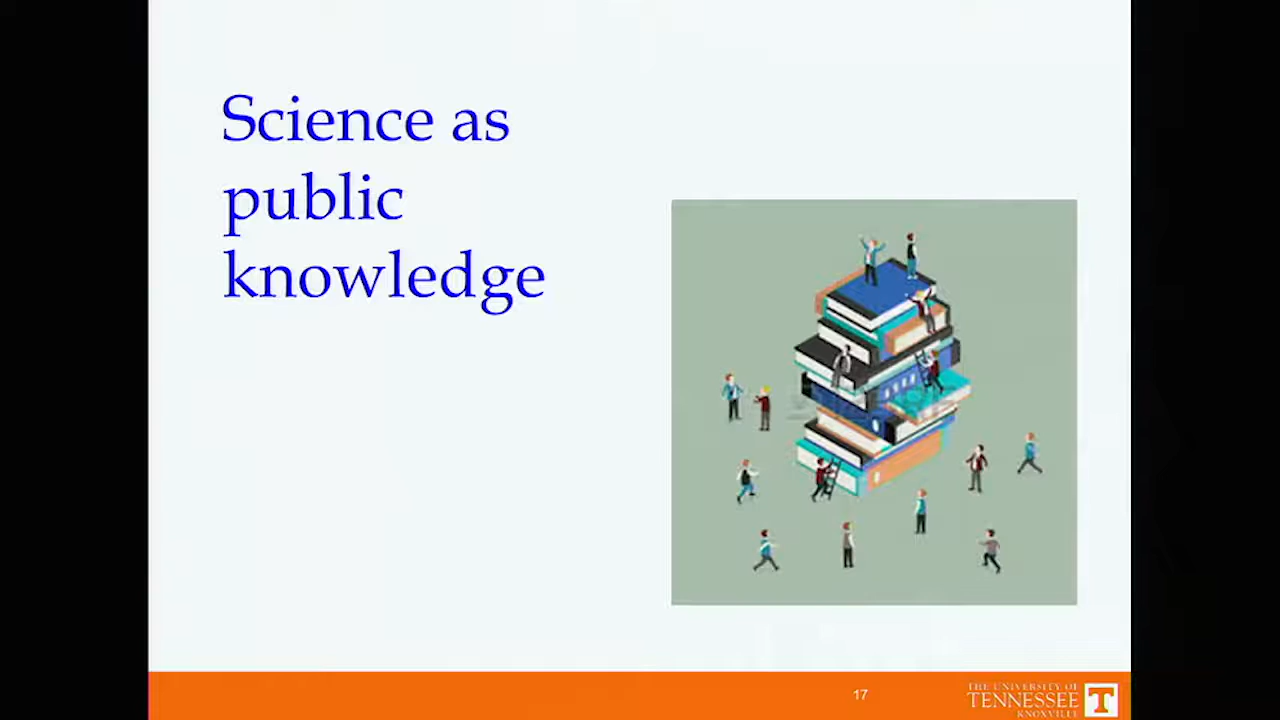 Science as
public
knowledge
17
THE UNIVERSITY OF
TENNESSEE
KNOXVILLE
T